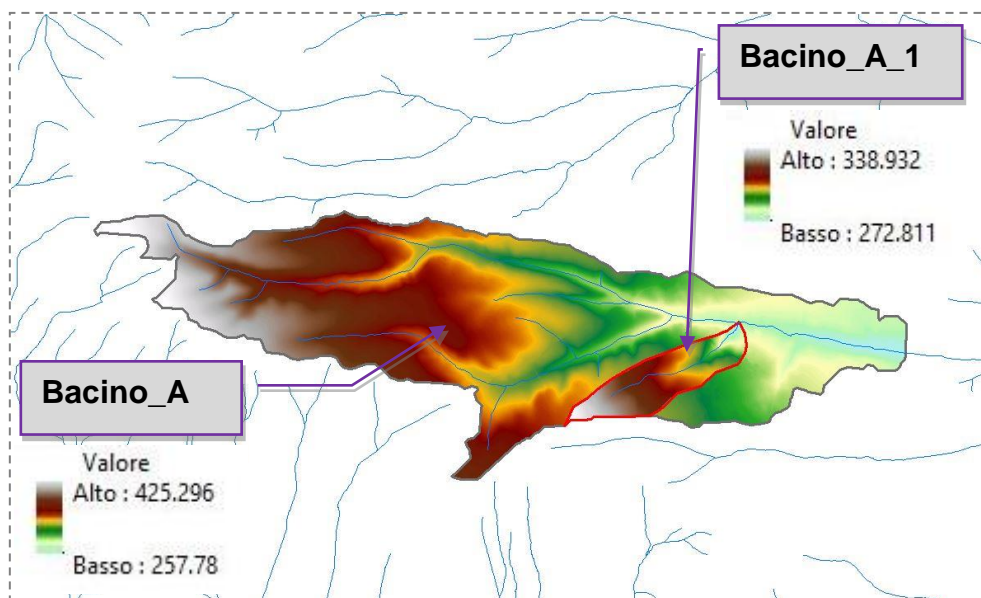 Bacino_A_1
Valore
Alto : 338.932
Basso : 272.811
Bacino_A
Valore
Alto : 425.296
Basso : 257.78